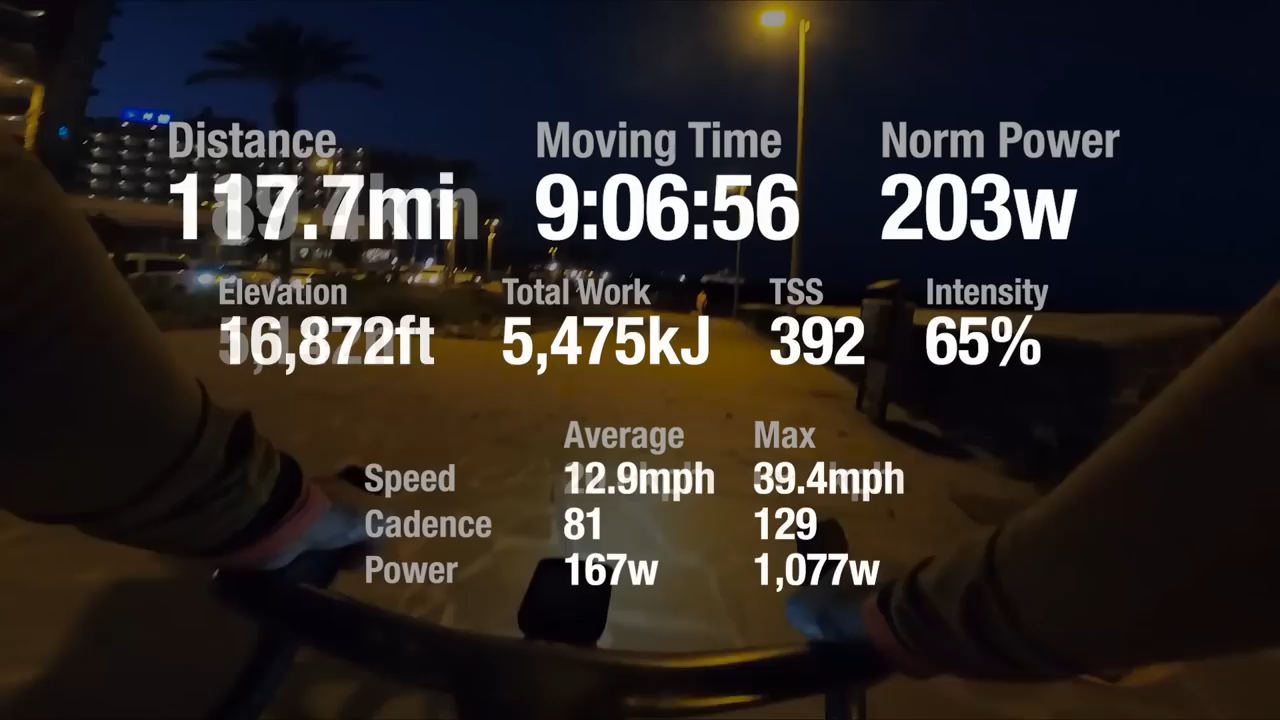 Distance Moving Time Norm Power
117.7mi 9:06:56 203w
Elevation Total Work TSS Intensity
16,872ft 5,475kJ 392 65%
Average Max
Speed 12.9mph 39.4mph
Cadence 81 129
Power 167w 1,077w